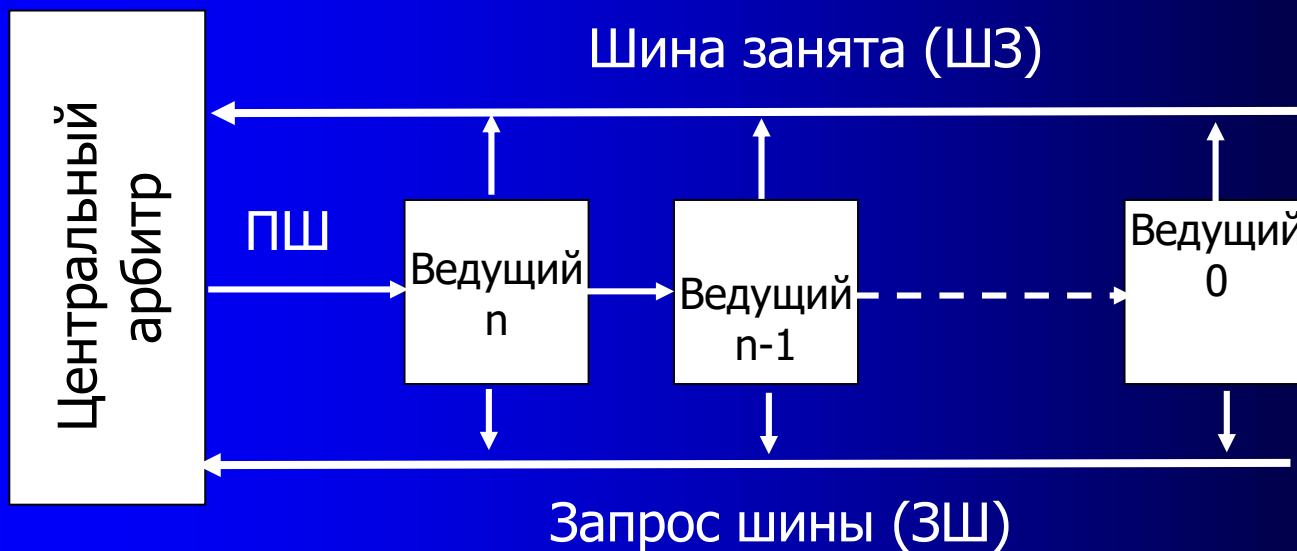 Шина занята (ШЗ)
Центральный
арбитр
ПШ
Ведущий
n
Ведущий
n-1
Ведущий
0
Запрос шины (ЗШ)